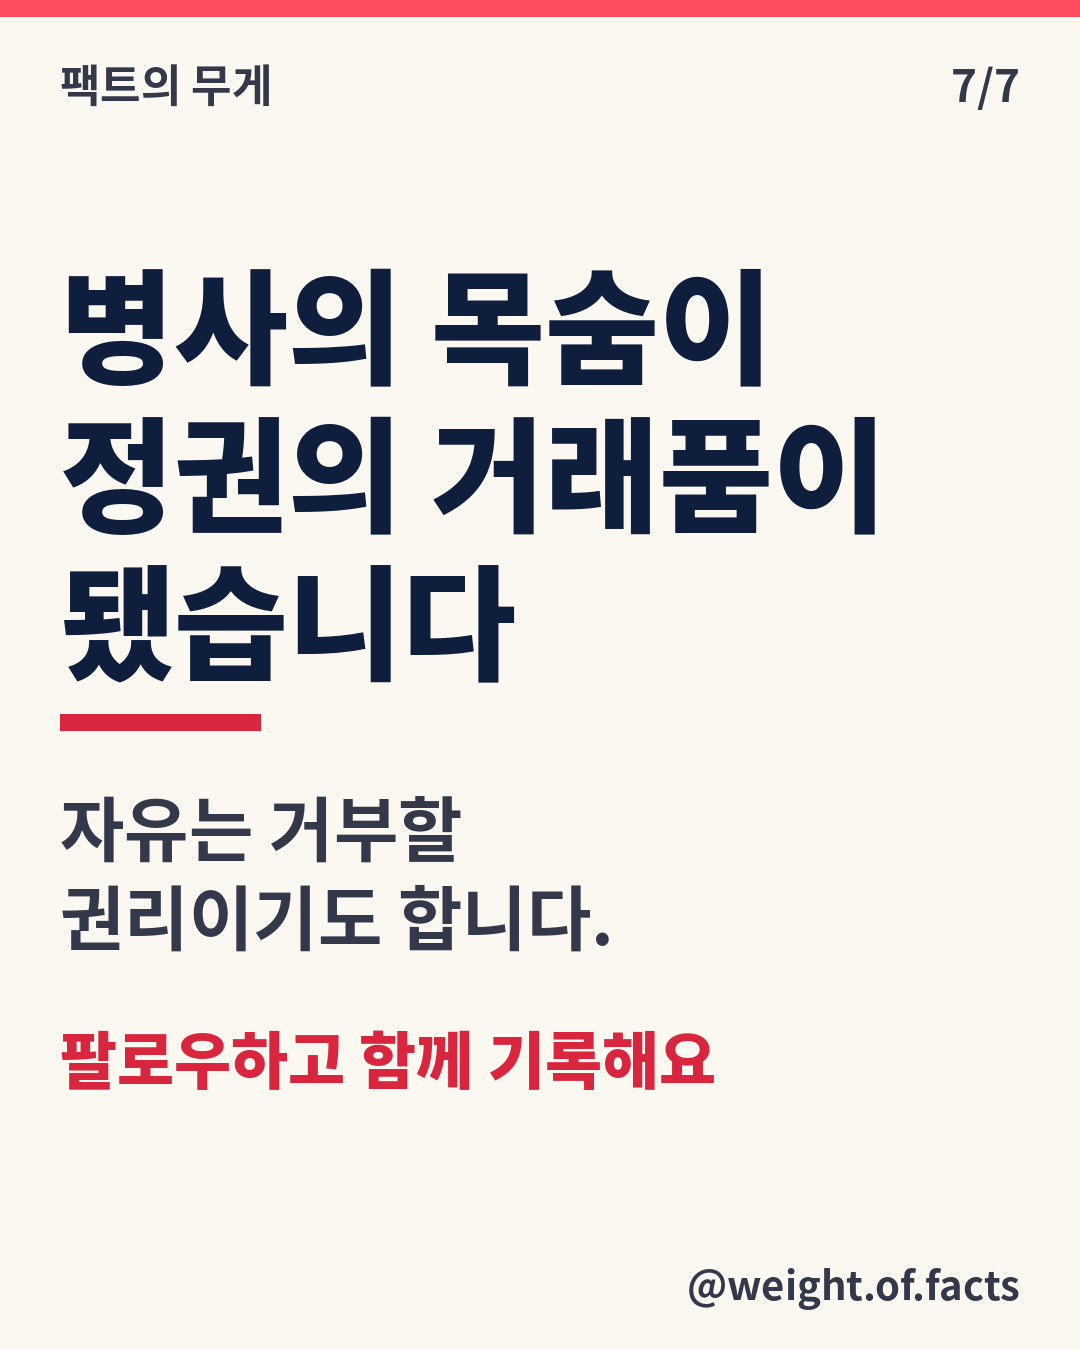 팩트의 무게
7/7
병사의 목숨이
정권의 거래품이
됐습니다
자유는 거부할
권리이기도 합니다.
팔로우하고 함께 기록해요
@weight.of.facts